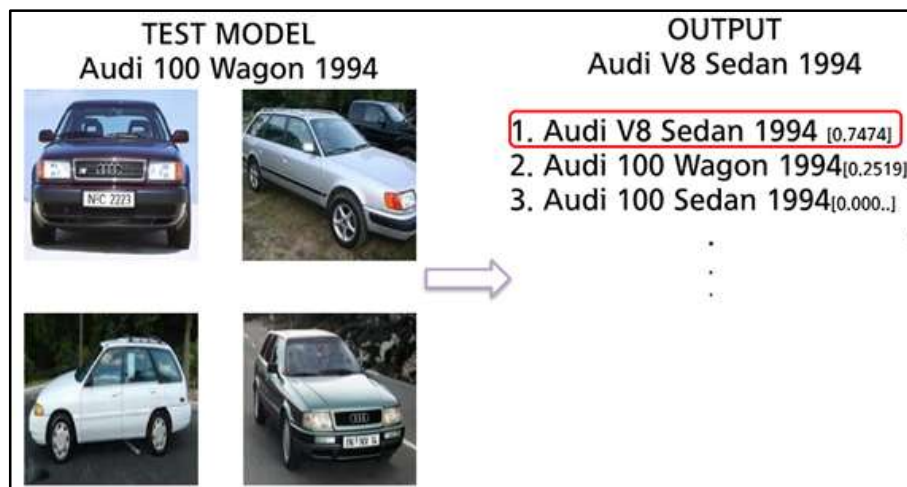 TEST MODEL
Audi 100 Wagon 1994
OUTPUT
Audi V8 Sedan 1994
1. Audi V8 Sedan 1994 [0.7474]
2. Audi 100 Wagon 1994[0.2519]
3. Audi 100 Sedan 1994[0.000..]
.
.
.
N·C 2223